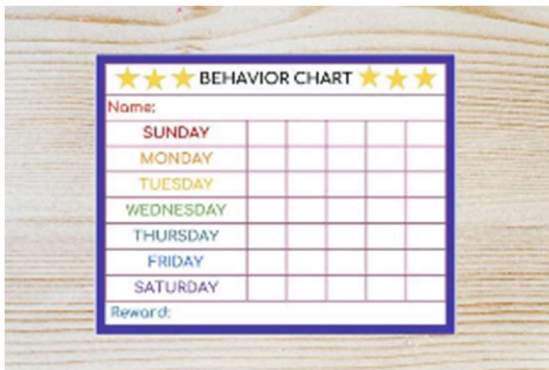 BEHAVIOR CHART
Name:
SUNDAY
MONDAY
TUESDAY
WEDNESDAY
THURSDAY
FRIDAY
SATURDAY
Reward: